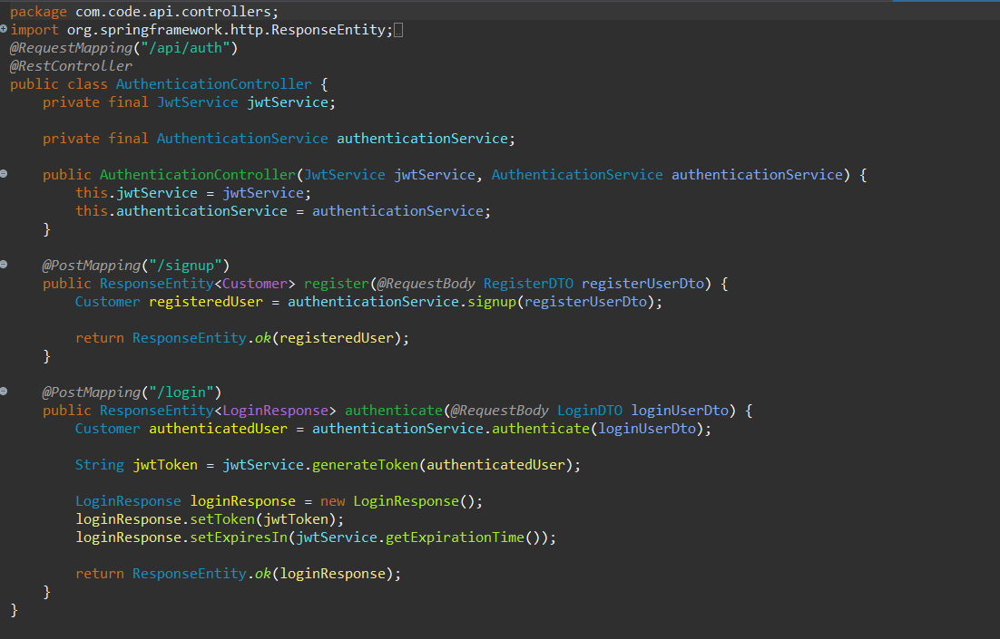 package com.code.api.controllers;
import org.springframework.http.ResponseEntity;
@RequestMapping("/api/auth")
@RestController
public class AuthenticationController {
    private final JwtService jwtService;

    private final AuthenticationService authenticationService;

    public AuthenticationController(JwtService jwtService, AuthenticationService authenticationService) {
        this.jwtService = jwtService;
        this.authenticationService = authenticationService;
    }

    @PostMapping("/signup")
    public ResponseEntity<Customer> register(@RequestBody RegisterDTO registerUserDto) {
        Customer registeredUser = authenticationService.signup(registerUserDto);

        return ResponseEntity.ok(registeredUser);
    }

    @PostMapping("/login")
    public ResponseEntity<LoginResponse> authenticate(@RequestBody LoginDTO loginUserDto) {
        Customer authenticatedUser = authenticationService.authenticate(loginUserDto);

        String jwtToken = jwtService.generateToken(authenticatedUser);

        LoginResponse loginResponse = new LoginResponse();
        loginResponse.setToken(jwtToken);
        loginResponse.setExpiresIn(jwtService.getExpirationTime());

        return ResponseEntity.ok(loginResponse);
    }
}